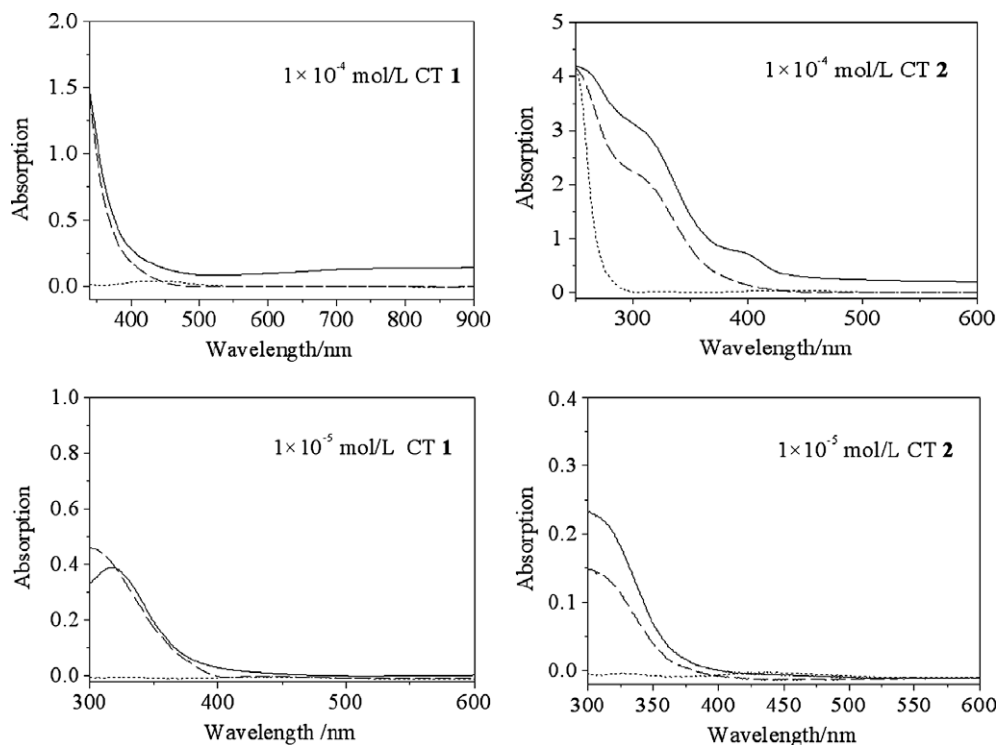 2.0
1.5
1.0
0.5
0.0
Absorption
1×10⁻⁴ mol/L CT 1
400 500 600 700 800 900
Wavelength/nm
5
4
3
2
1
0
Absorption
1×10⁻⁴ mol/L CT 2
300 400 500 600
Wavelength/nm
1.0
0.8
0.6
0.4
0.2
0.0
Absorption
1×10⁻⁵ mol/L CT 1
300 400 500 600
Wavelength /nm
0.4
0.3
0.2
0.1
0.0
Absorption
1×10⁻⁵ mol/L CT 2
300 350 400 450 500 550 600
Wavelength/nm